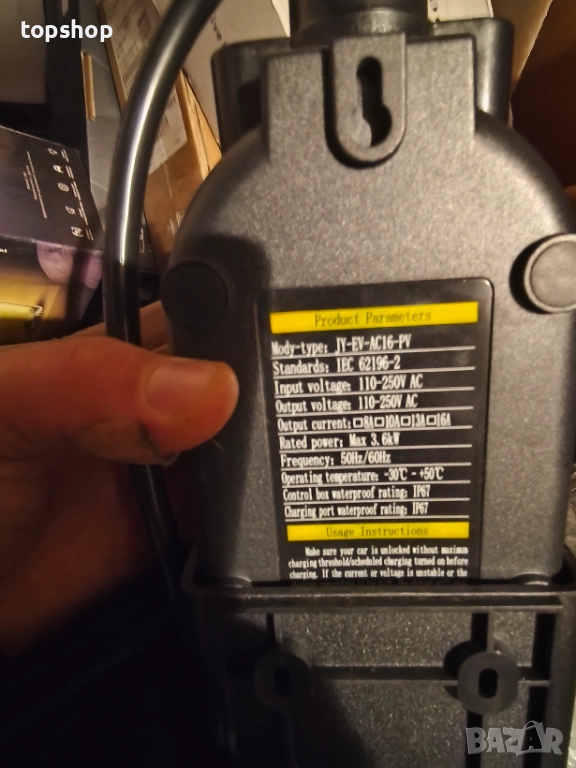 topshop
Product Parameters
Mody-type: JY-EV-AC16-PV
Standards: IEC 62196-2
Input voltage: 110-250V AC
Output voltage: 110-250V AC
Output current: □8A□10A□13A□16A
Rated power: Max 3.6kW
Frequency: 50Hz/60Hz
Operating temperature: -30℃ - +50℃
Control box waterproof rating: IP67
Charging port waterproof rating: IP67
Usage Instructions
Make sure your car is unlocked without maximum
charging threshold/scheduled charging turned on before
charging. If the current or voltage is unstable or the
BAZAR